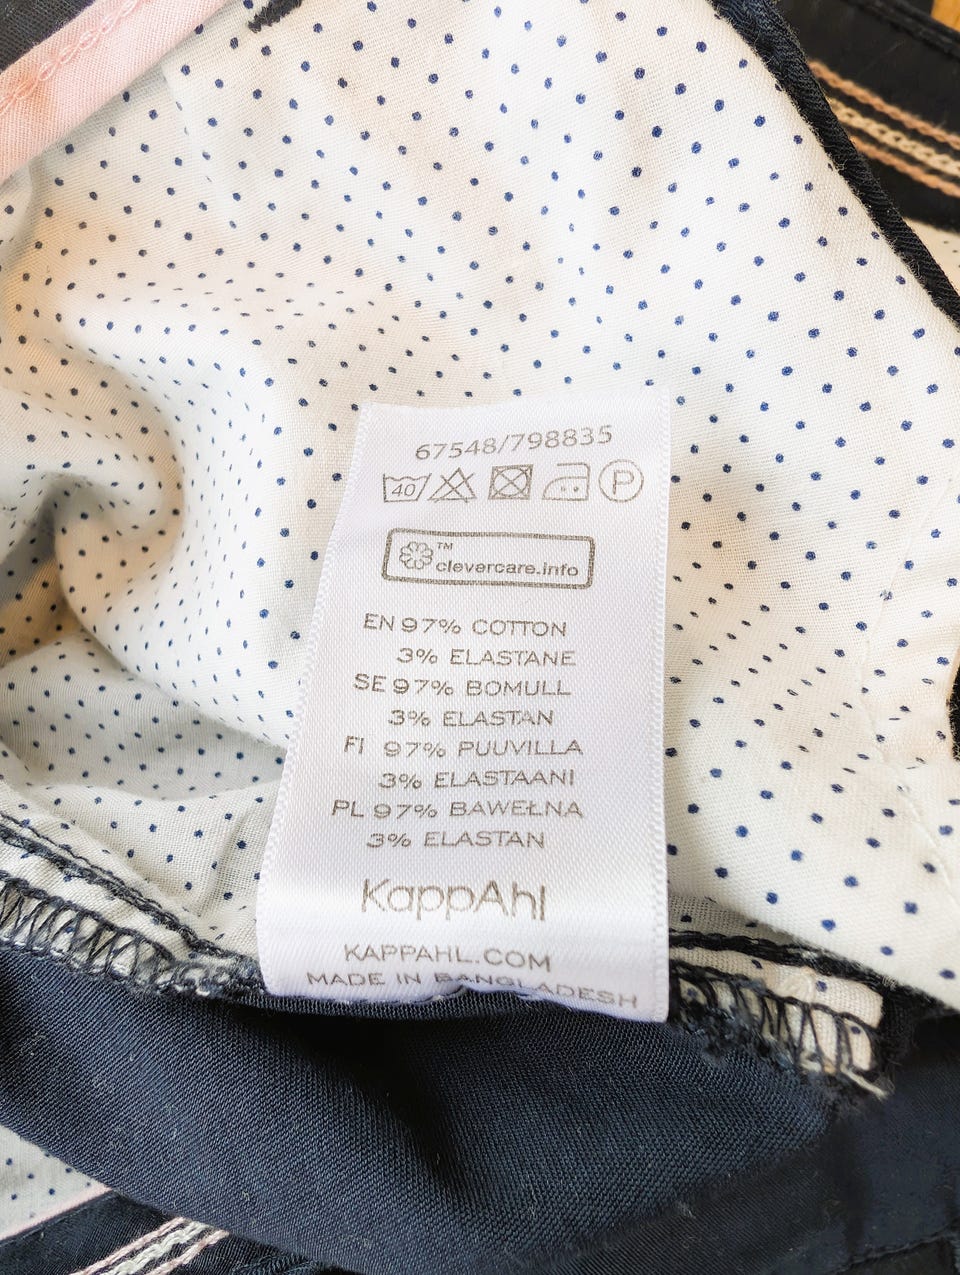 67548/798835
40 P
TM
clevercare.info
EN 97% COTTON
3% ELASTANE
SE 97% BOMULL
3% ELASTAN
FI 97% PUUVILLA
3% ELASTAANI
PL 97% BAWEŁNA
3% ELASTAN
KappAhl
KAPPAHL.COM
MADE IN BANGLADESH